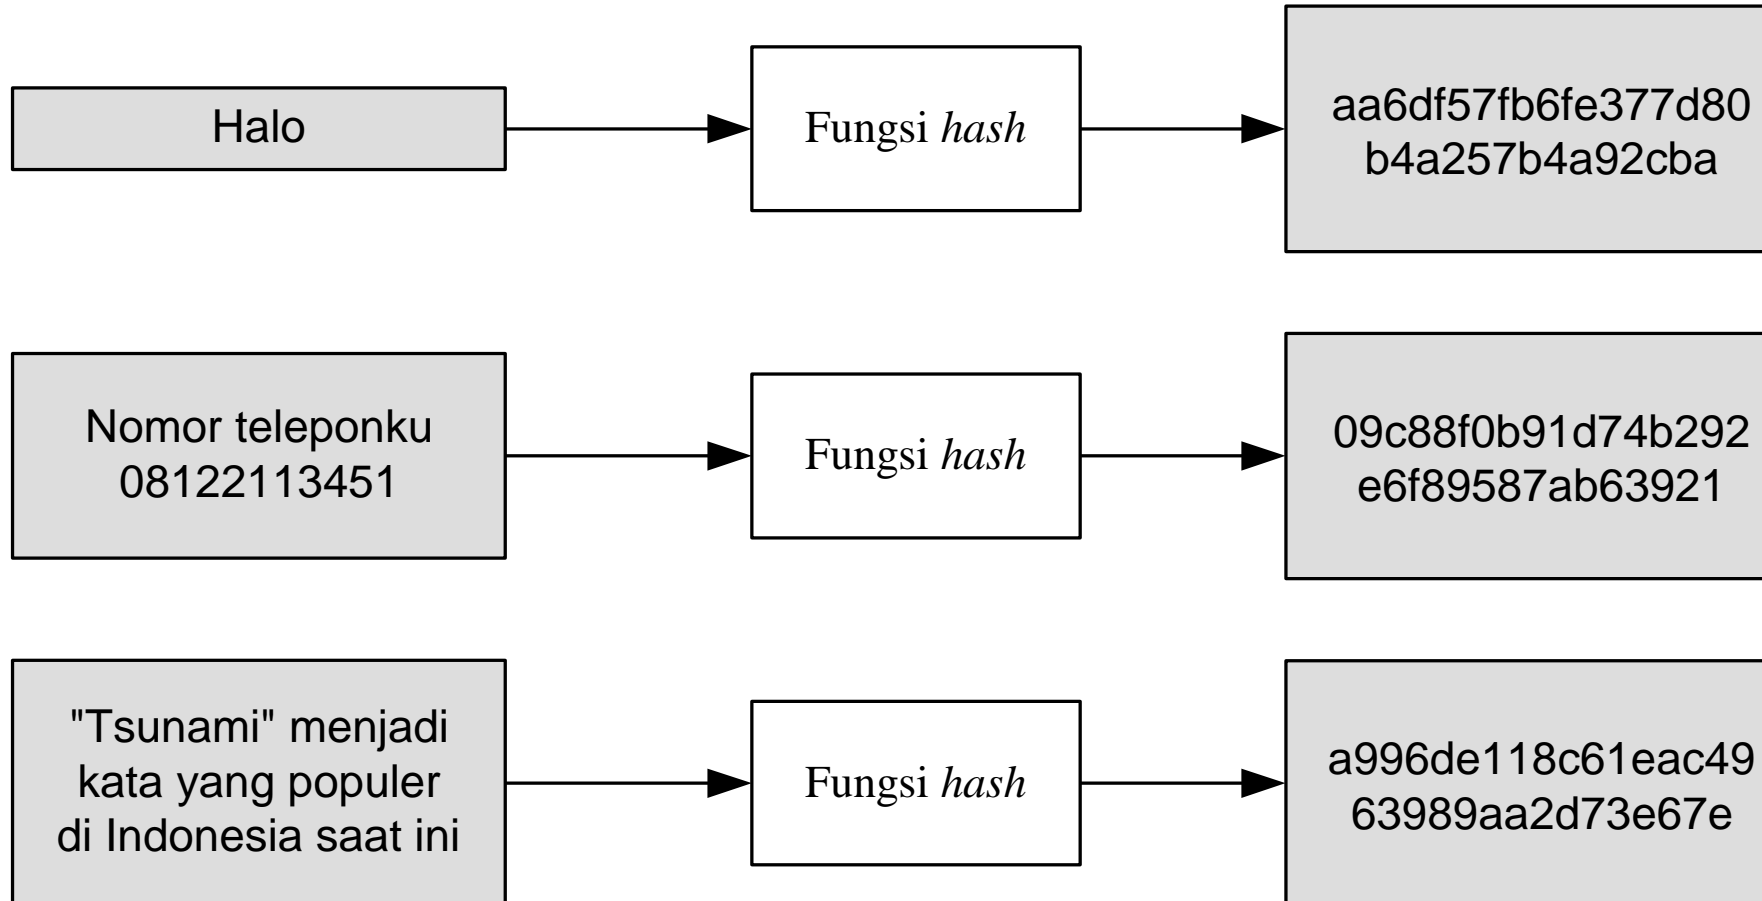 Halo
Fungsi hash
aa6df57fb6fe377d80
b4a257b4a92cba
Nomor teleponku
08122113451
Fungsi hash
09c88f0b91d74b292
e6f89587ab63921
"Tsunami" menjadi
kata yang populer
di Indonesia saat ini
Fungsi hash
a996de118c61eac49
63989aa2d73e67e